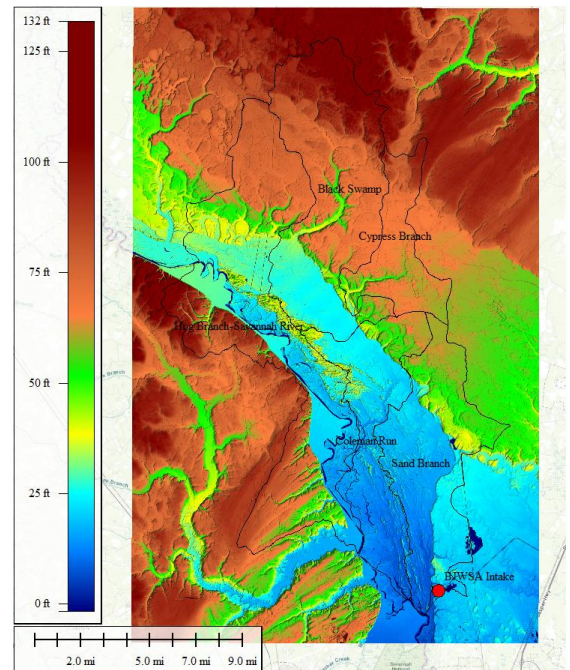 132 ft
125 ft
100 ft
75 ft
50 ft
25 ft
0 ft
Black Swamp
Cypress Branch
Hog Branch-Savannah River
Coleman Run
Sand Branch
BJWSA Intake
2.0 mi 5.0 mi 7.0 mi 9.0 mi